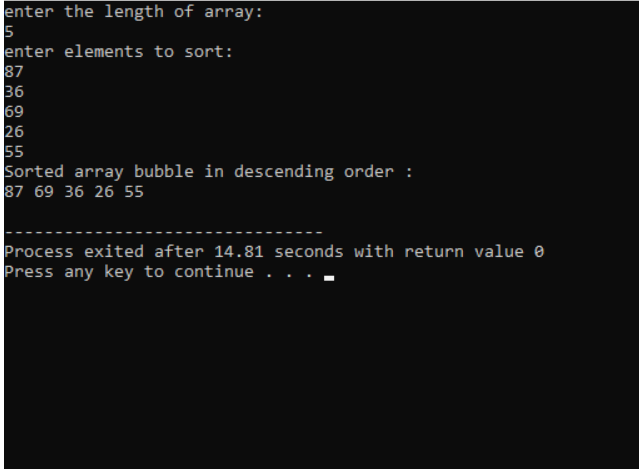 enter the length of array:
5
enter elements to sort:
87
36
69
26
55
Sorted array bubble in descending order :
87 69 36 26 55
--------------------------------
Process exited after 14.81 seconds with return value 0
Press any key to continue . . .